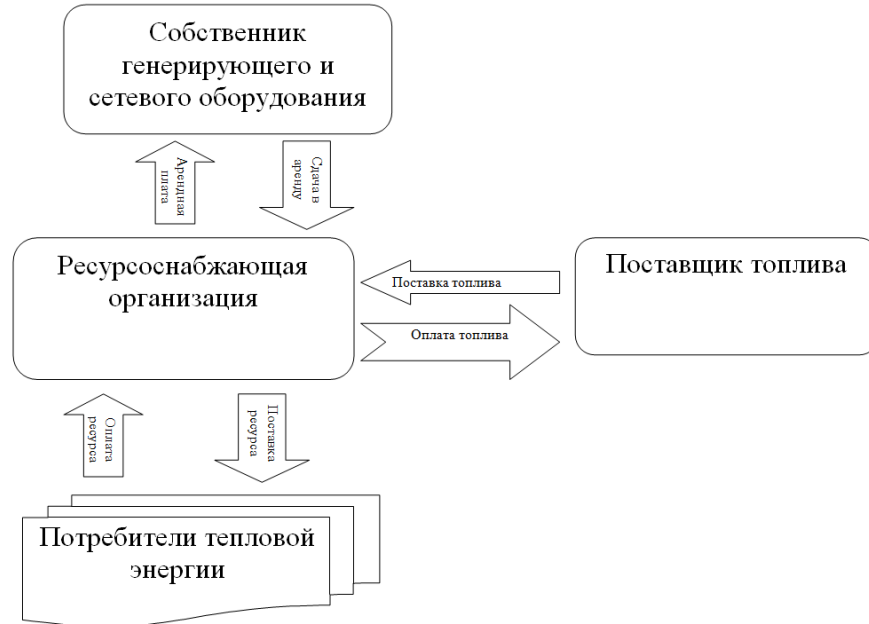 Собственник
генерирующего и
сетевого оборудования
Арендная
плата
Сдача в
аренду
Ресурсоснабжающая
организация
Поставщик топлива
Поставка топлива
Оплата топлива
Оплата
ресурса
Поставка
ресурса
Потребители тепловой
энергии